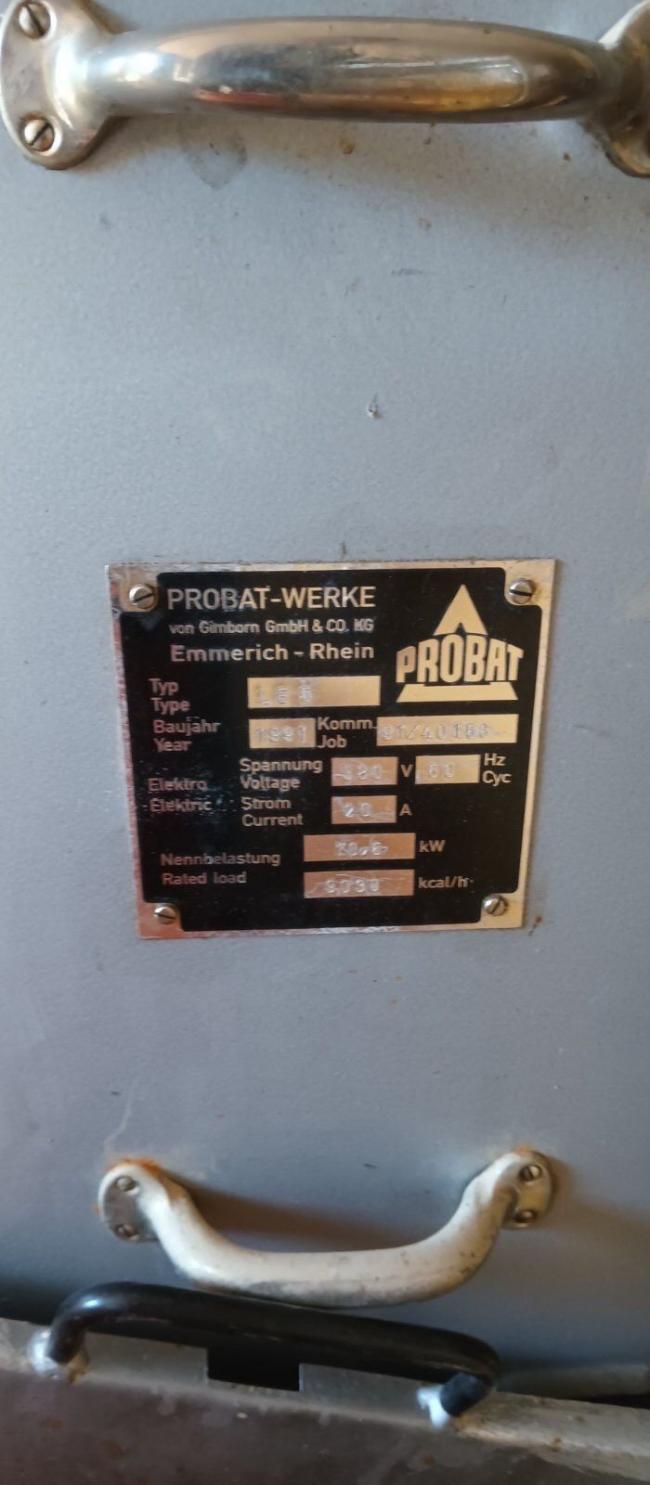 PROBAT-WERKE
von Gimborn GmbH & CO. KG
Emmerich - Rhein
PROBAT
Typ
Type
Baujahr
Year
1991
Komm.
Job
Spannung
Voltage
V
Hz
Cyc
Elektro
Elektric
Strom
Current
20
A
Nennbelastung
Rated load
kW
kcal/h